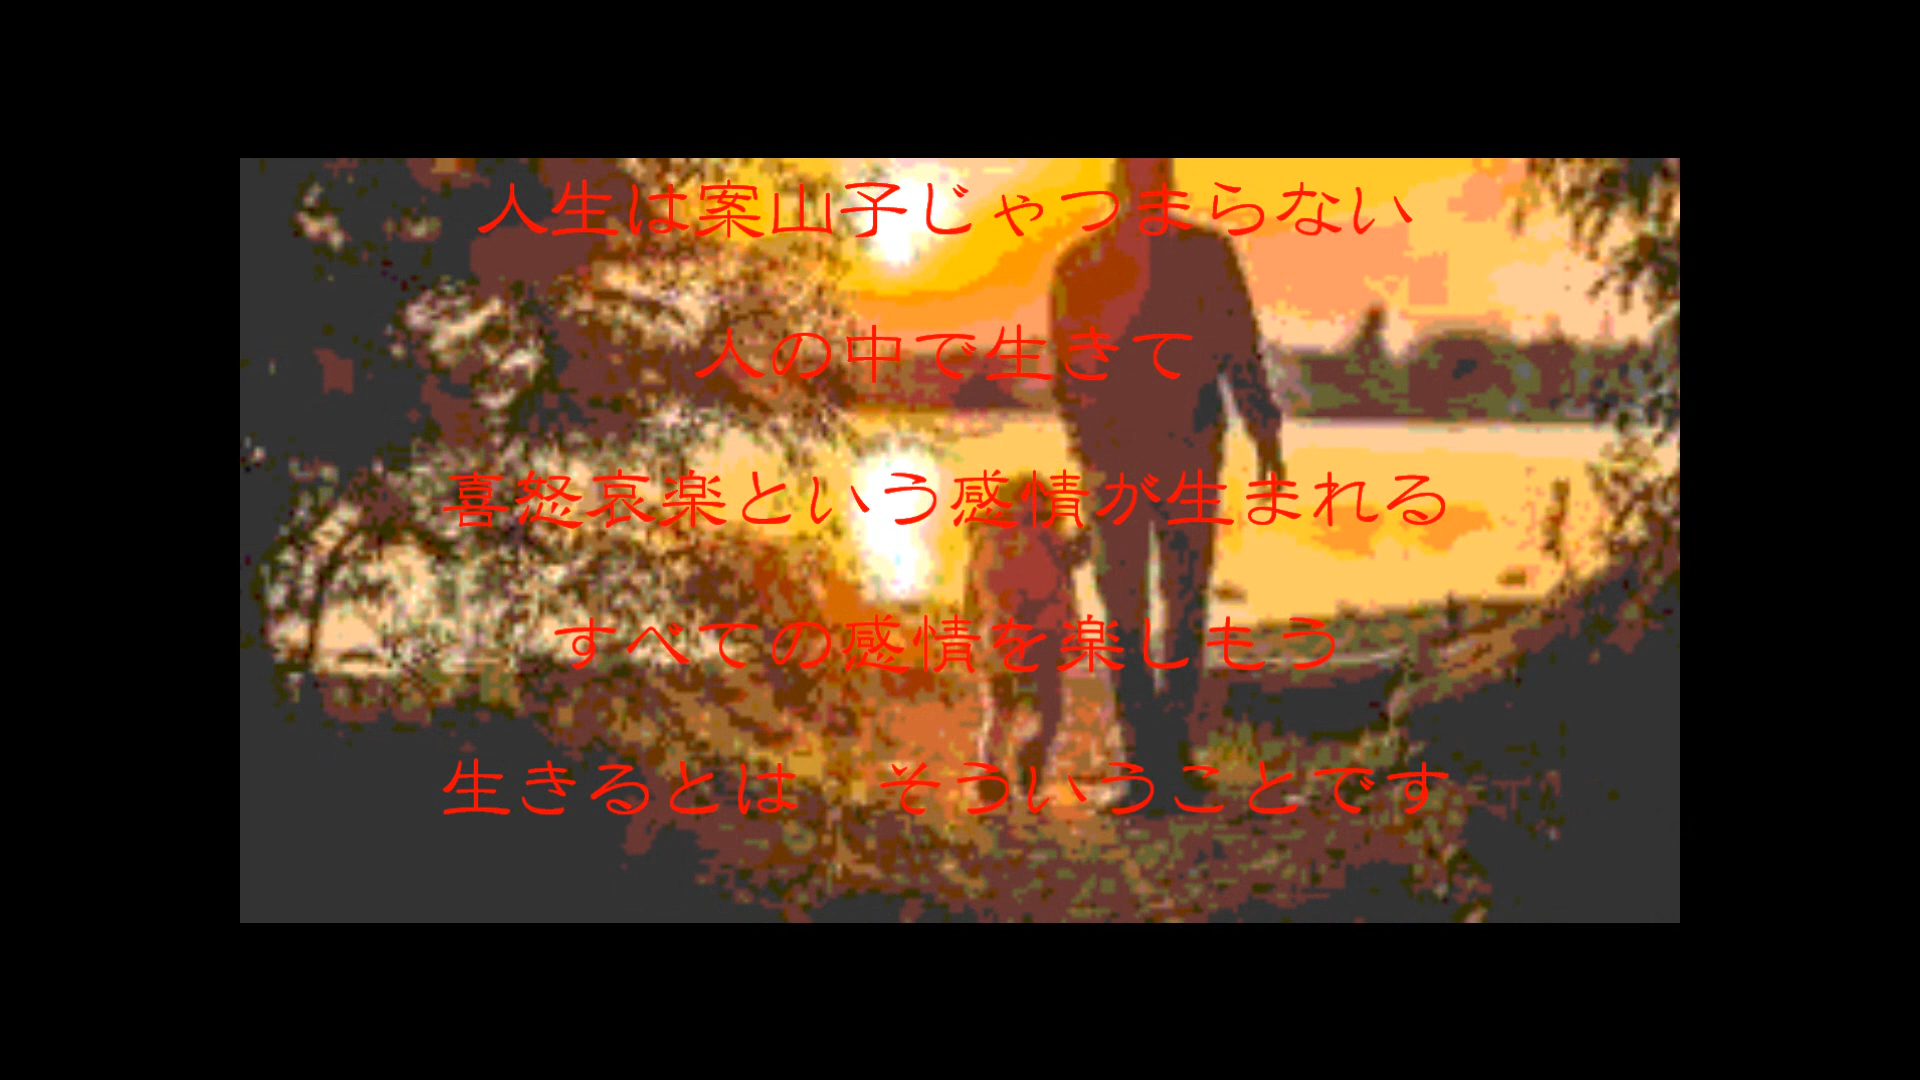 人生は案山子じゃつまらない
人の中で生きて
喜怒哀楽という感情が生まれる
すべての感情を楽しもう
生きるとは　そういうことです